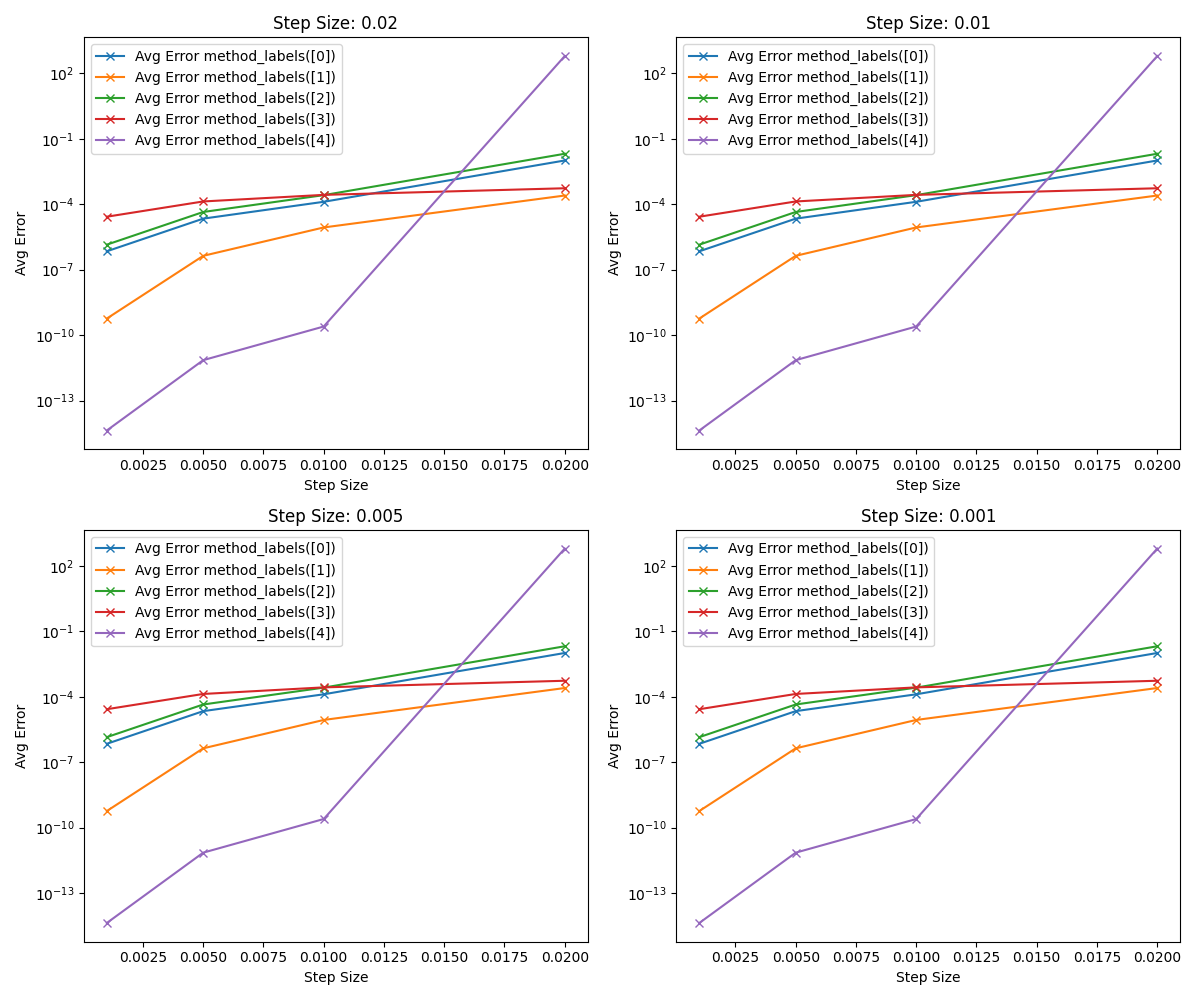 Step Size: 0.02
Avg Error method_labels([0])
Avg Error method_labels([1])
Avg Error method_labels([2])
Avg Error method_labels([3])
Avg Error method_labels([4])
10^2
10^-1
10^-4
10^-7
10^-10
10^-13
Avg Error
0.0025 0.0050 0.0075 0.0100 0.0125 0.0150 0.0175 0.0200
Step Size
Step Size: 0.01
Avg Error method_labels([0])
Avg Error method_labels([1])
Avg Error method_labels([2])
Avg Error method_labels([3])
Avg Error method_labels([4])
10^2
10^-1
10^-4
10^-7
10^-10
10^-13
Avg Error
0.0025 0.0050 0.0075 0.0100 0.0125 0.0150 0.0175 0.0200
Step Size
Step Size: 0.005
Avg Error method_labels([0])
Avg Error method_labels([1])
Avg Error method_labels([2])
Avg Error method_labels([3])
Avg Error method_labels([4])
10^2
10^-1
10^-4
10^-7
10^-10
10^-13
Avg Error
0.0025 0.0050 0.0075 0.0100 0.0125 0.0150 0.0175 0.0200
Step Size
Step Size: 0.001
Avg Error method_labels([0])
Avg Error method_labels([1])
Avg Error method_labels([2])
Avg Error method_labels([3])
Avg Error method_labels([4])
10^2
10^-1
10^-4
10^-7
10^-10
10^-13
Avg Error
0.0025 0.0050 0.0075 0.0100 0.0125 0.0150 0.0175 0.0200
Step Size